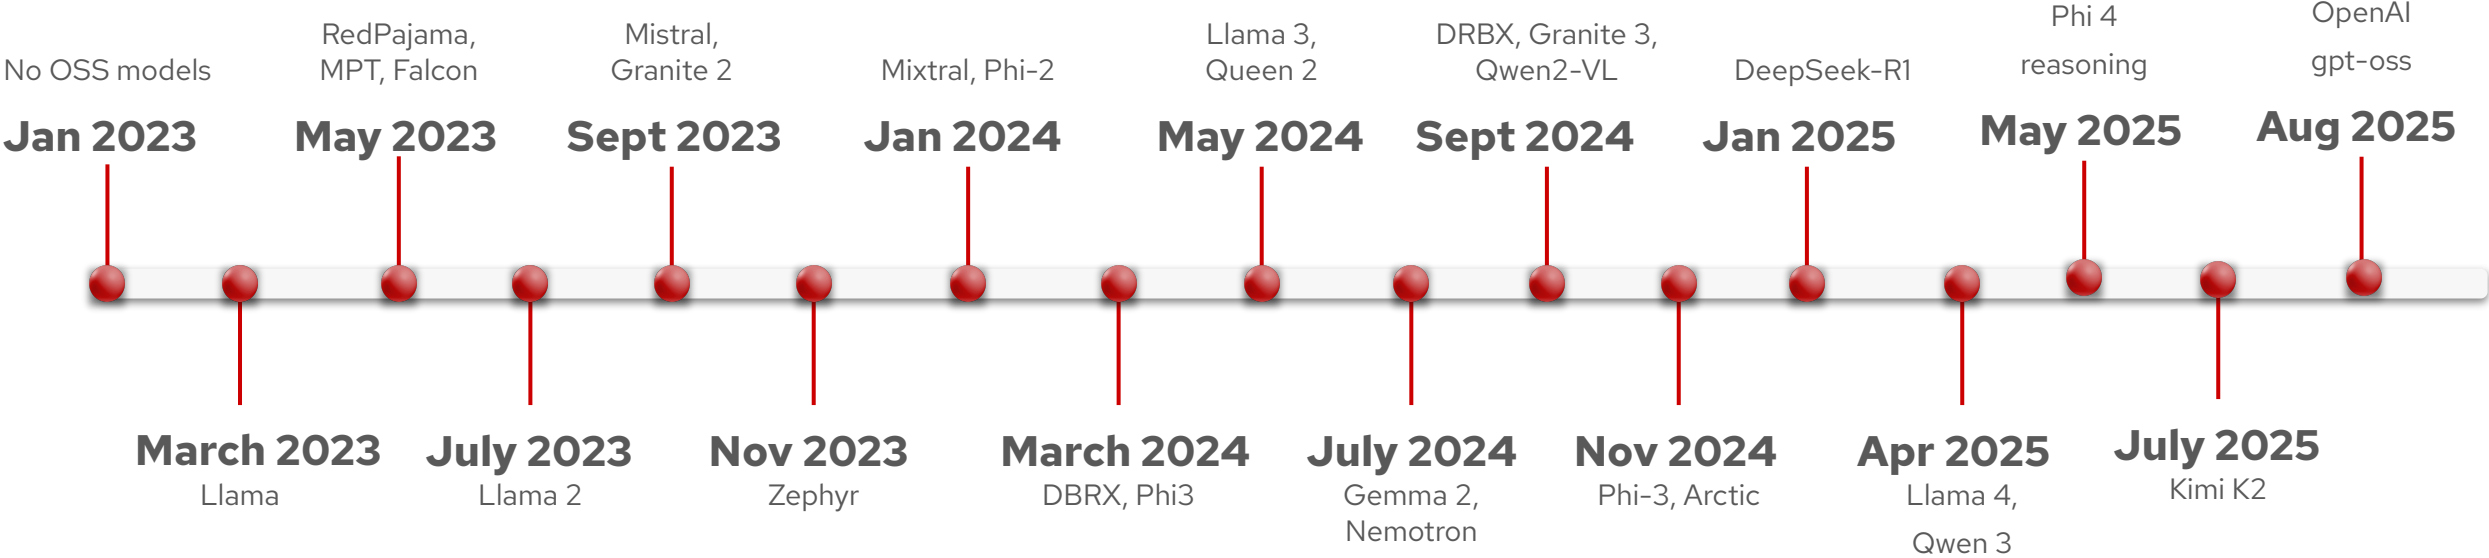 No OSS models
Jan 2023
March 2023
Llama
RedPajama,
MPT, Falcon
May 2023
July 2023
Llama 2
Mistral,
Granite 2
Sept 2023
Nov 2023
Zephyr
Mixtral, Phi-2
Jan 2024
March 2024
DBRX, Phi3
Llama 3,
Queen 2
May 2024
July 2024
Gemma 2,
Nemotron
DRBX, Granite 3,
Qwen2-VL
Sept 2024
Nov 2024
Phi-3, Arctic
DeepSeek-R1
Jan 2025
Apr 2025
Llama 4,
Qwen 3
Phi 4
reasoning
May 2025
July 2025
Kimi K2
OpenAI
gpt-oss
Aug 2025